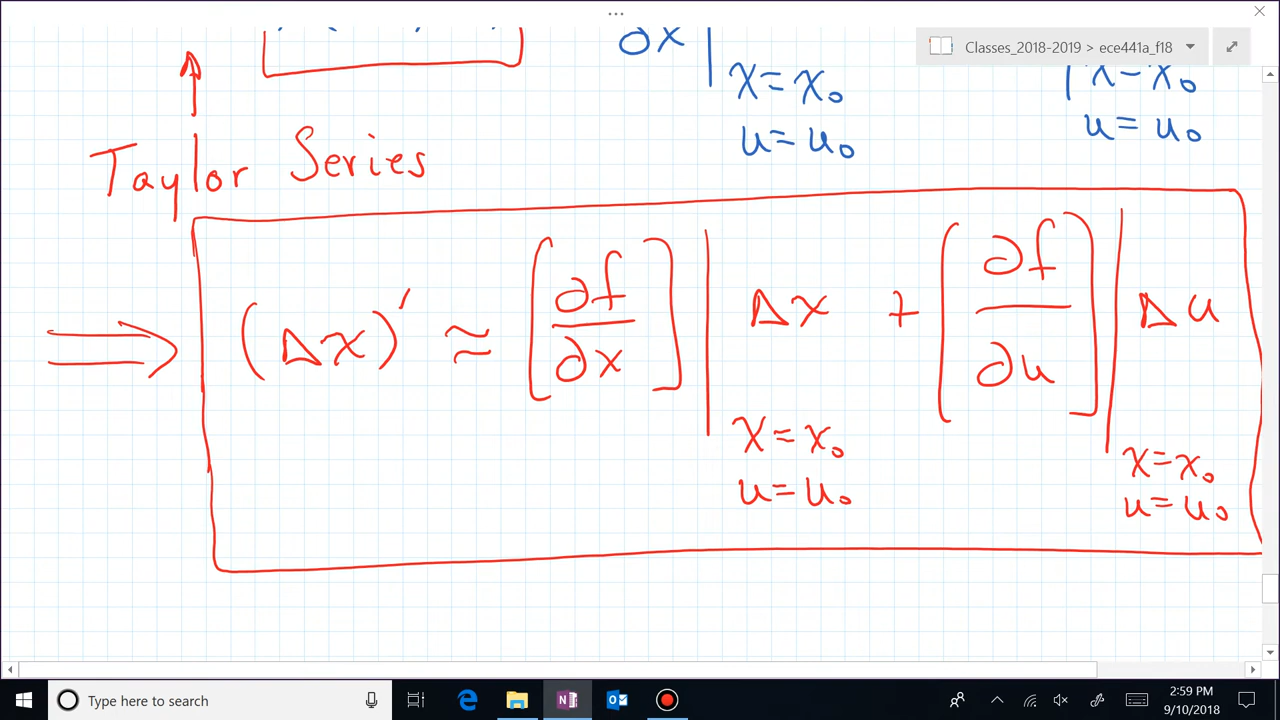 Classes_2018-2019 > ece441a_f18
∂x
x = x₀
u = u₀
x = x₀
u = u₀
Taylor Series
⇒ (Δx)' ≈ [∂f/∂x] | Δx + [∂f/∂u] | Δu
x = x₀
u = u₀
x = x₀
u = u₀
Type here to search
2:59 PM
9/10/2018